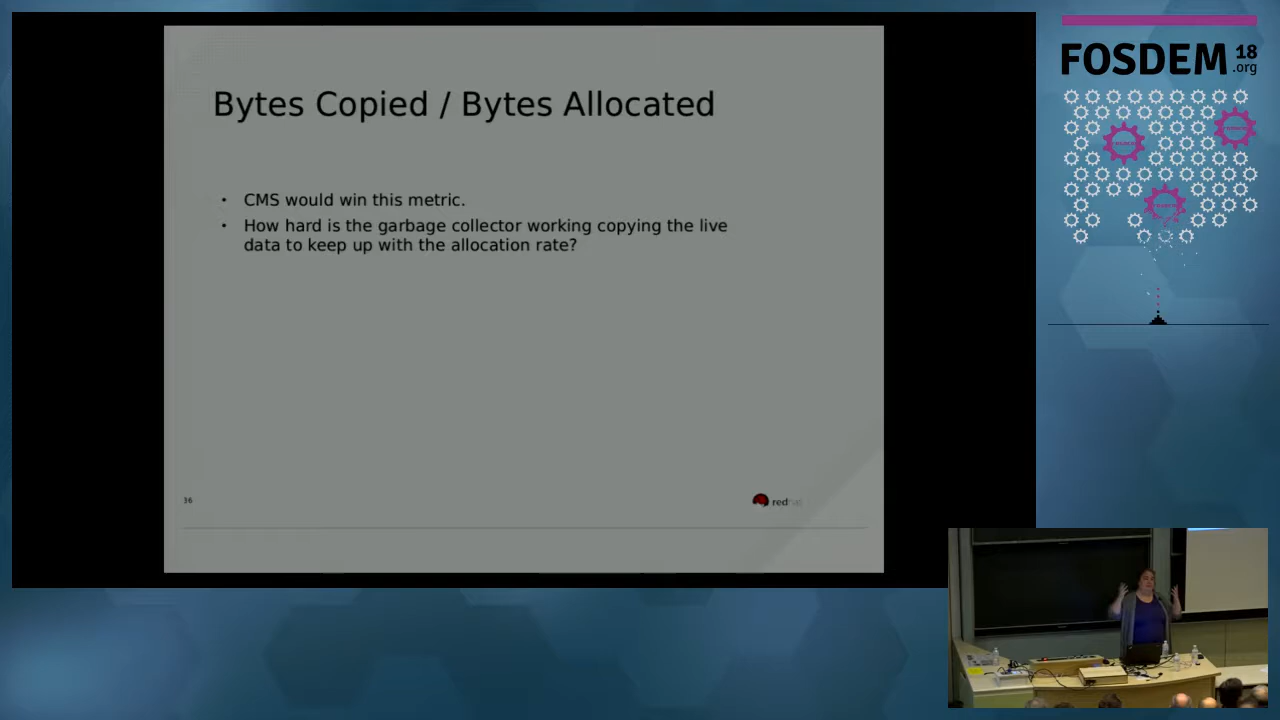 Bytes Copied / Bytes Allocated
• CMS would win this metric.
• How hard is the garbage collector working copying the live
data to keep up with the allocation rate?
36
red
FOSDEM 18
.org